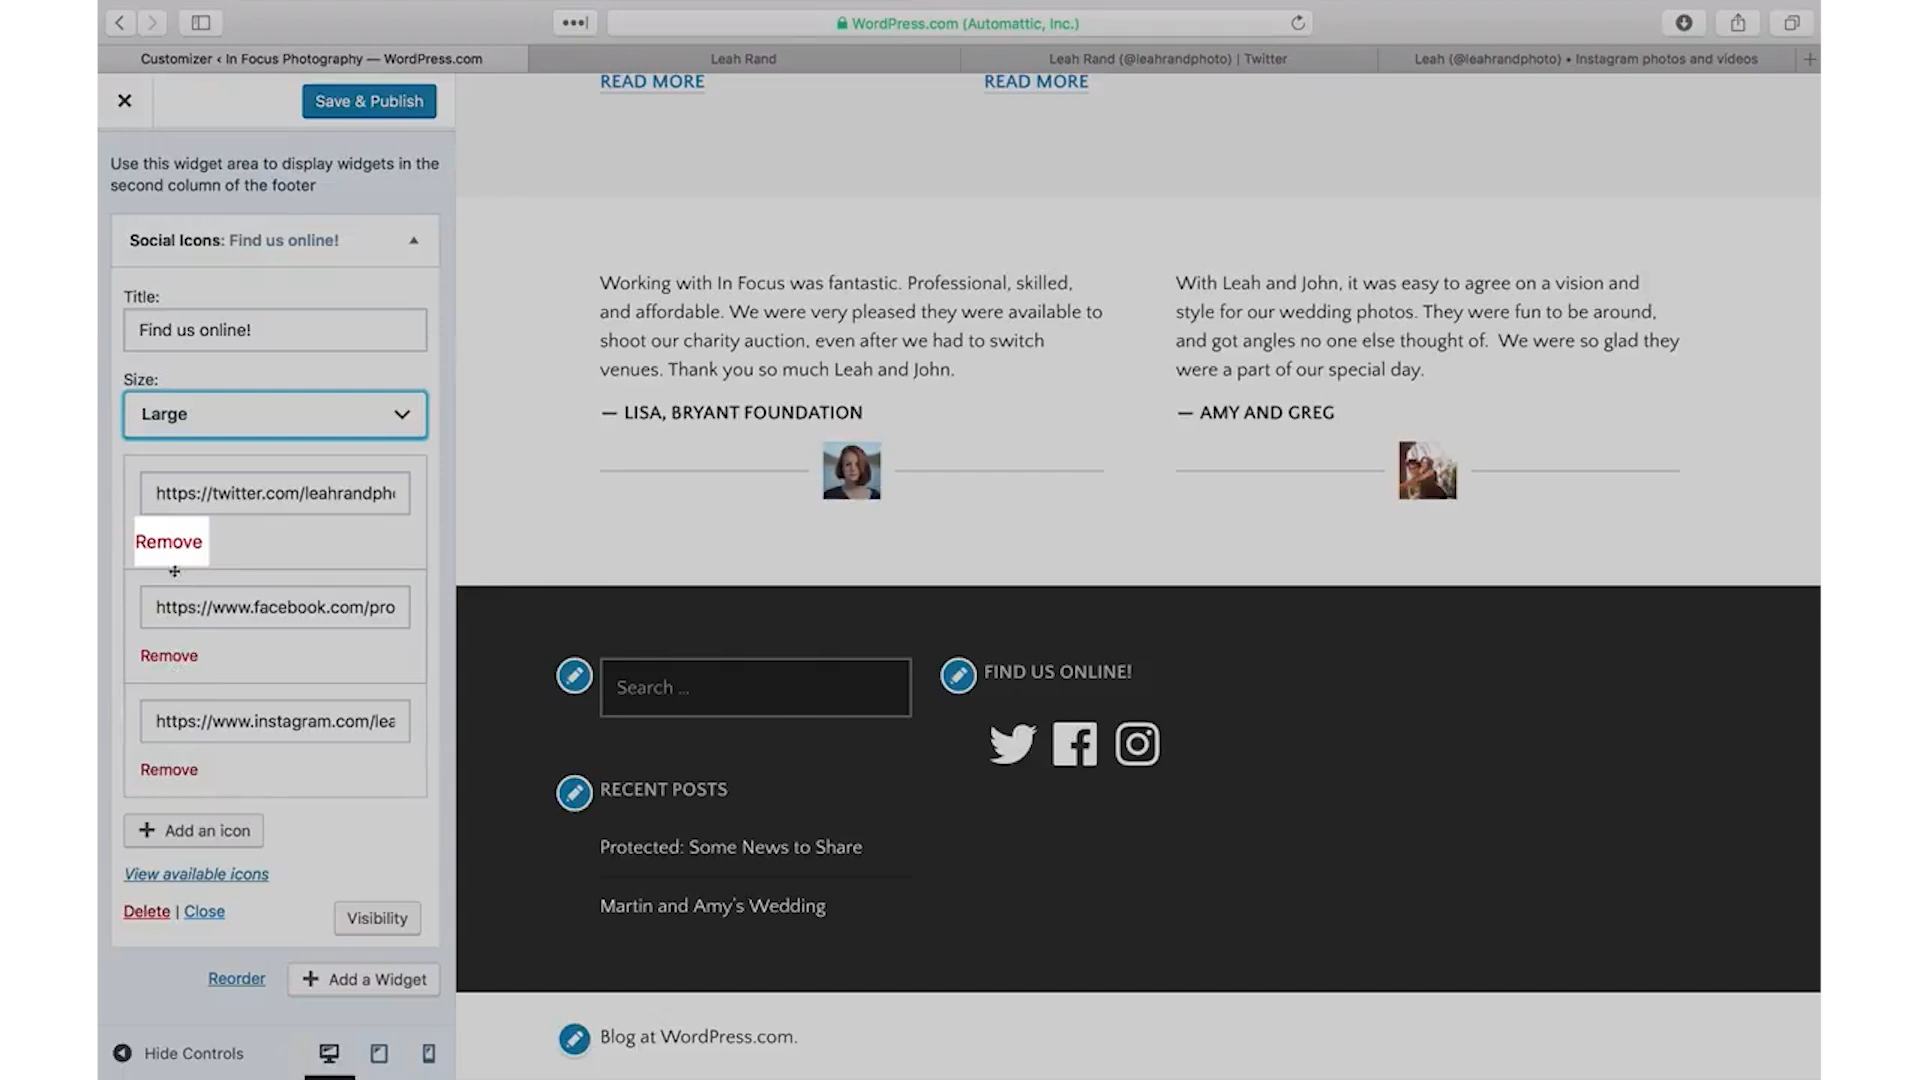 WordPress.com (Automattic, Inc.)
Customizer ‹ In Focus Photography — WordPress.com
Leah Rand
Leah Rand (@leahrandphoto) | Twitter
Leah (@leahrandphoto) • Instagram photos and videos
Save & Publish
Use this widget area to display widgets in the
second column of the footer
Social Icons: Find us online!
Title:
Find us online!
Size:
Large
https://twitter.com/leahrandph
Remove
https://www.facebook.com/pro
Remove
https://www.instagram.com/lea
Remove
Add an icon
View available icons
Delete | Close
Visibility
Reorder
Add a Widget
Hide Controls
READ MORE
READ MORE
Working with In Focus was fantastic. Professional, skilled,
and affordable. We were very pleased they were available to
shoot our charity auction, even after we had to switch
venues. Thank you so much Leah and John.
— LISA, BRYANT FOUNDATION
With Leah and John, it was easy to agree on a vision and
style for our wedding photos. They were fun to be around,
and got angles no one else thought of. We were so glad they
were a part of our special day.
— AMY AND GREG
Search ...
FIND US ONLINE!
RECENT POSTS
Protected: Some News to Share
Martin and Amy's Wedding
Blog at WordPress.com.